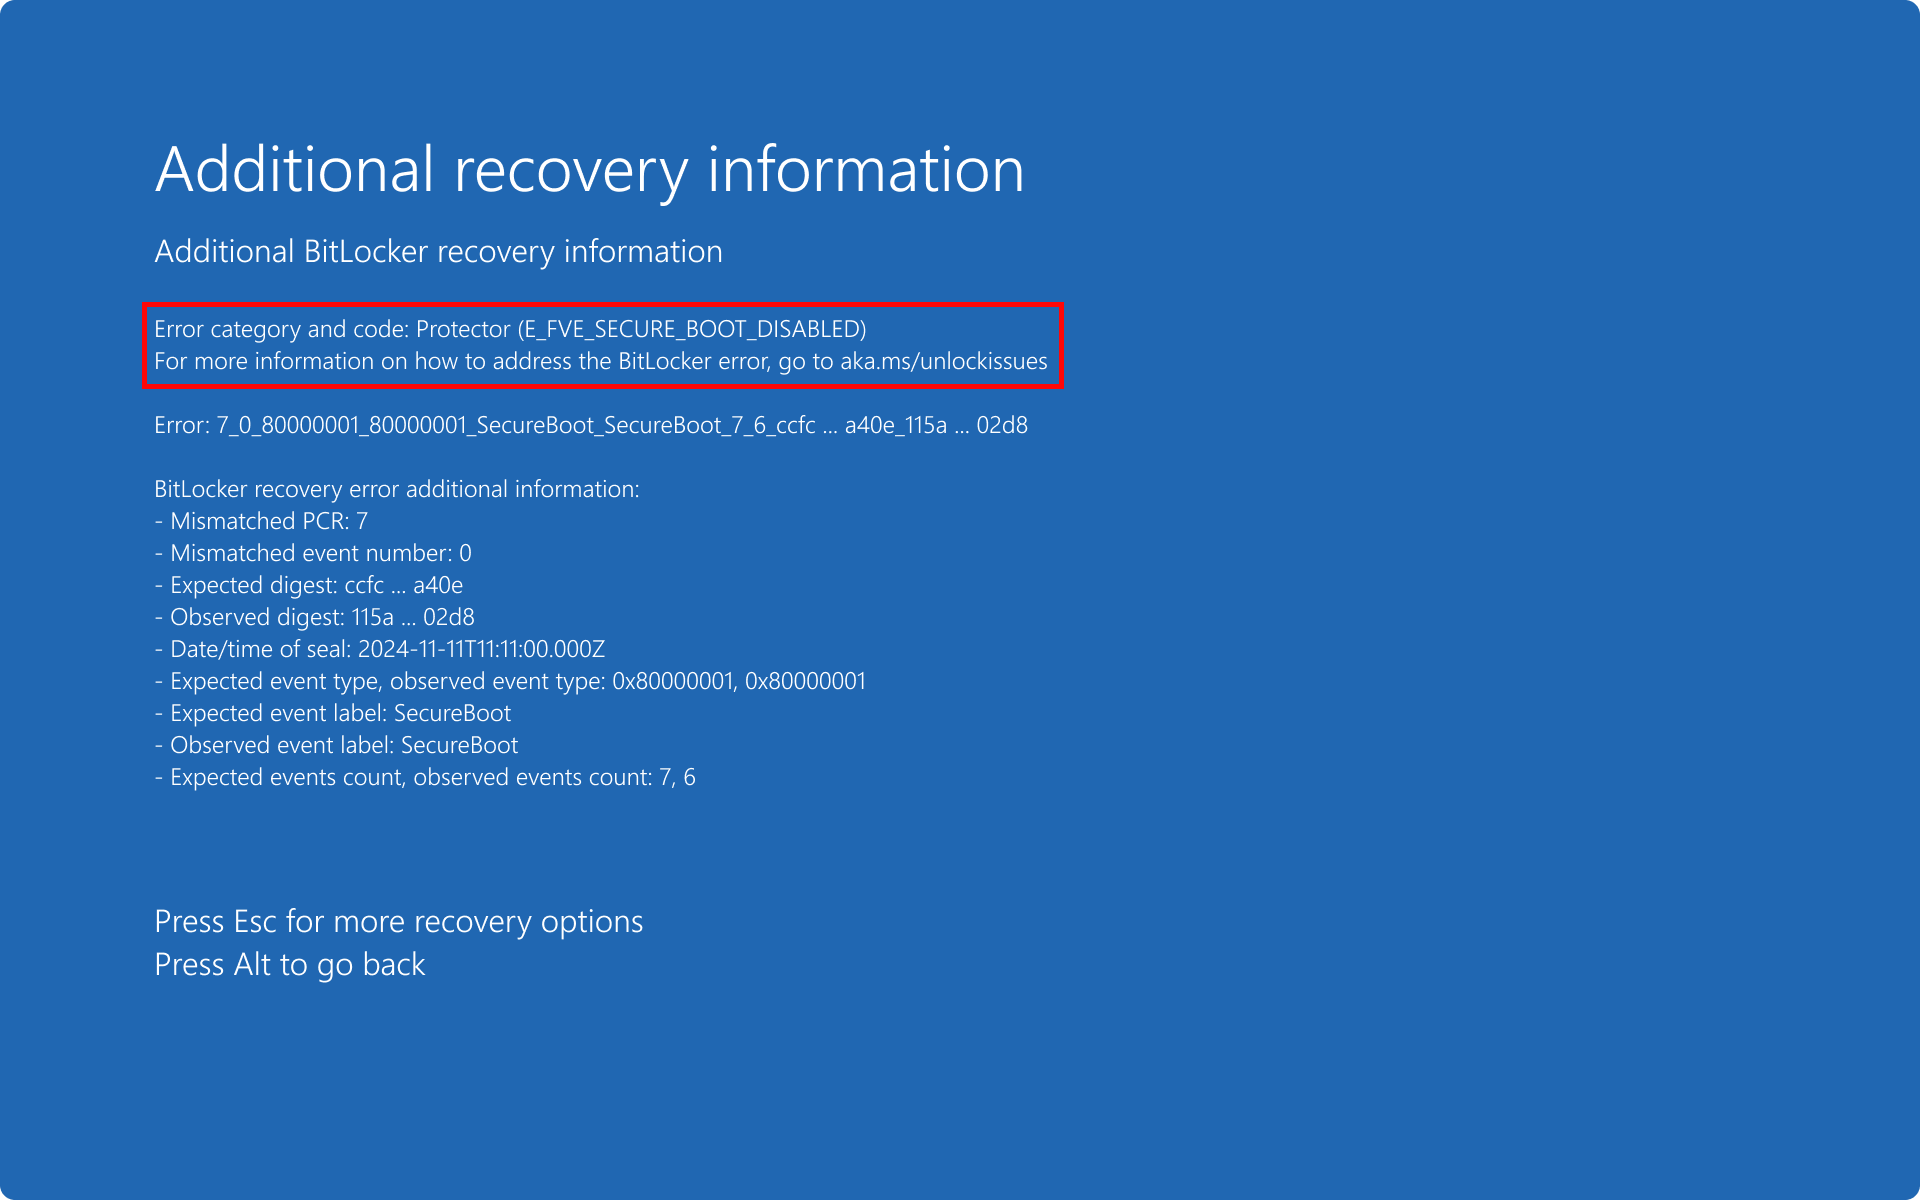 Additional recovery information
Additional BitLocker recovery information
Error category and code: Protector (E_FVE_SECURE_BOOT_DISABLED)
For more information on how to address the BitLocker error, go to aka.ms/unlockissues
Error: 7_0_80000001_80000001_SecureBoot_SecureBoot_7_6_ccfc ... a40e_115a ... 02d8
BitLocker recovery error additional information:
- Mismatched PCR: 7
- Mismatched event number: 0
- Expected digest: ccfc ... a40e
- Observed digest: 115a ... 02d8
- Date/time of seal: 2024-11-11T11:11:00.000Z
- Expected event type, observed event type: 0x80000001, 0x80000001
- Expected event label: SecureBoot
- Observed event label: SecureBoot
- Expected events count, observed events count: 7, 6
Press Esc for more recovery options
Press Alt to go back